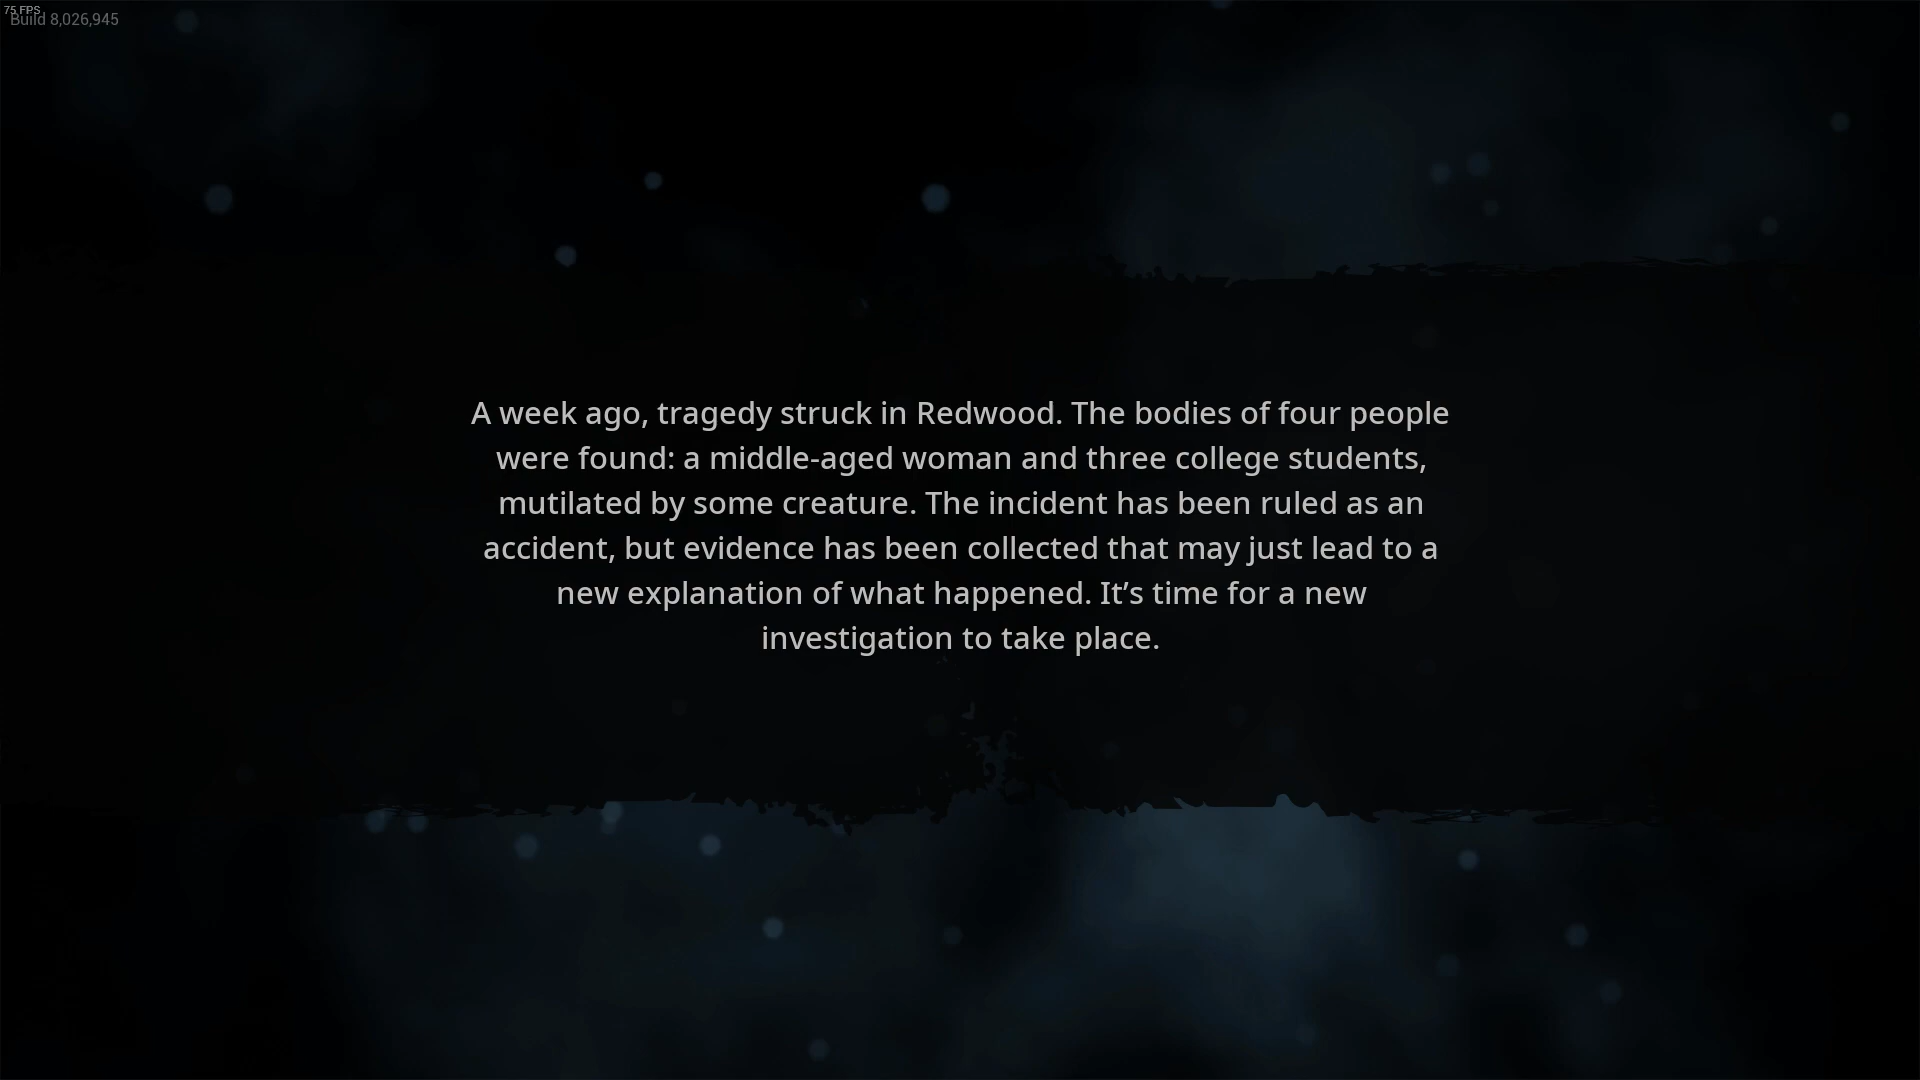 75 FPS
Build 8,026,945
A week ago, tragedy struck in Redwood. The bodies of four people
were found: a middle-aged woman and three college students,
mutilated by some creature. The incident has been ruled as an
accident, but evidence has been collected that may just lead to a
new explanation of what happened. It’s time for a new
investigation to take place.